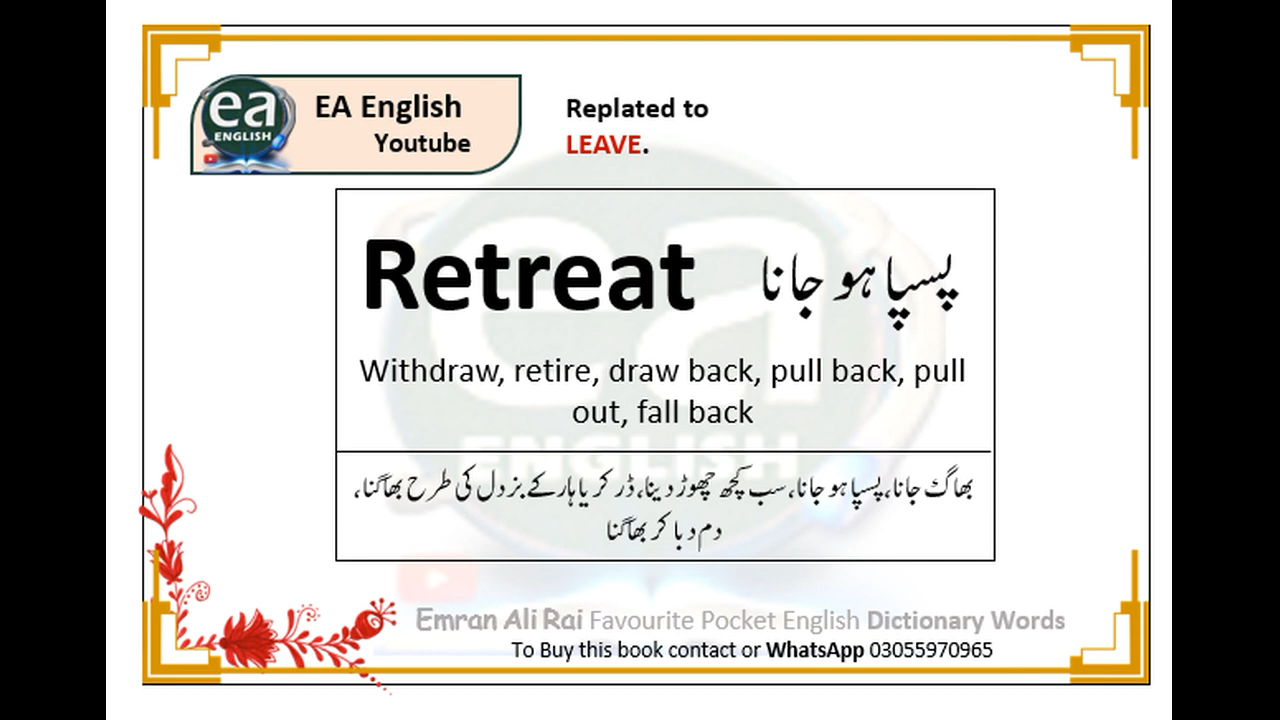 ea
ENGLISH
EA English
Youtube
Replated to
LEAVE.
Retreat
پسپا ہو جانا
Withdraw, retire, draw back, pull back, pull
out, fall back
بھاگ جانا، پسپا ہو جانا، سب کچھ چھوڑ دینا، ڈر کر یا ہار کے بزدل کی طرح بھاگنا،
دم دبا کر بھاگنا
Emran Ali Rai Favourite Pocket English Dictionary Words
To Buy this book contact or WhatsApp 03055970965